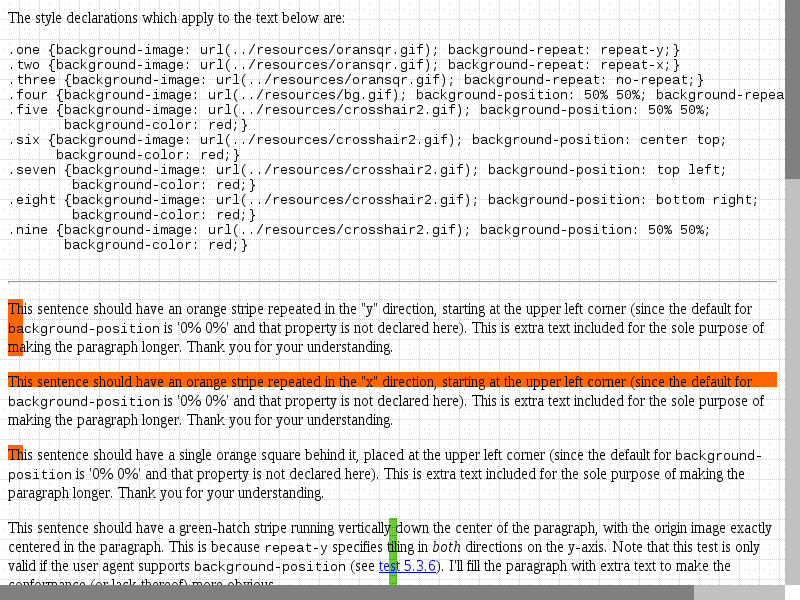 The style declarations which apply to the text below are:
.one {background-image: url(../resources/oransqr.gif); background-repeat: repeat-y;}
.two {background-image: url(../resources/oransqr.gif); background-repeat: repeat-x;}
.three {background-image: url(../resources/oransqr.gif); background-repeat: no-repeat;}
.four {background-image: url(../resources/bg.gif); background-position: 50% 50%; background-repea
.five {background-image: url(../resources/crosshair2.gif); background-position: 50% 50%;
background-color: red;}
.six {background-image: url(../resources/crosshair2.gif); background-position: center top;
background-color: red;}
.seven {background-image: url(../resources/crosshair2.gif); background-position: top left;
background-color: red;}
.eight {background-image: url(../resources/crosshair2.gif); background-position: bottom right;
background-color: red;}
.nine {background-image: url(../resources/crosshair2.gif); background-position: 50% 50%;
background-color: red;}
This sentence should have an orange stripe repeated in the "y" direction, starting at the upper left corner (since the default for
background-position is '0% 0%' and that property is not declared here). This is extra text included for the sole purpose of
making the paragraph longer. Thank you for your understanding.
This sentence should have an orange stripe repeated in the "x" direction, starting at the upper left corner (since the default for
background-position is '0% 0%' and that property is not declared here). This is extra text included for the sole purpose of
making the paragraph longer. Thank you for your understanding.
This sentence should have a single orange square behind it, placed at the upper left corner (since the default for background-
position is '0% 0%' and that property is not declared here). This is extra text included for the sole purpose of making the
paragraph longer. Thank you for your understanding.
This sentence should have a green-hatch stripe running vertically down the center of the paragraph, with the origin image exactly
centered in the paragraph. This is because repeat-y specifies tiling in both directions on the y-axis. Note that this test is only
valid if the user agent supports background-position (see test 5.3.6). I'll fill the paragraph with extra text to make the
conformance (or lack thereof) more obvious.